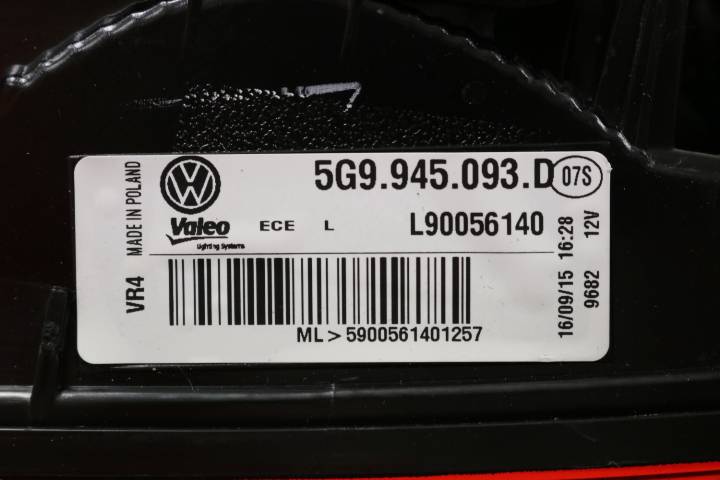 MADE IN POLAND
VR4
5G9.945.093.D
07S
Valeo
Lighting Systems
ECE L
L90056140
ML>5900561401257
16/09/15 16:28
9682 12V